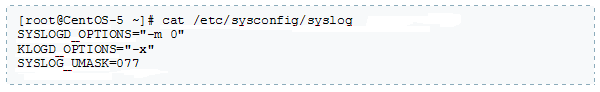 [root@CentOS-5 ~]# cat /etc/sysconfig/syslog
SYSLOGD_OPTIONS="-m 0"
KLOGD_OPTIONS="-x"
SYSLOG_UMASK=077